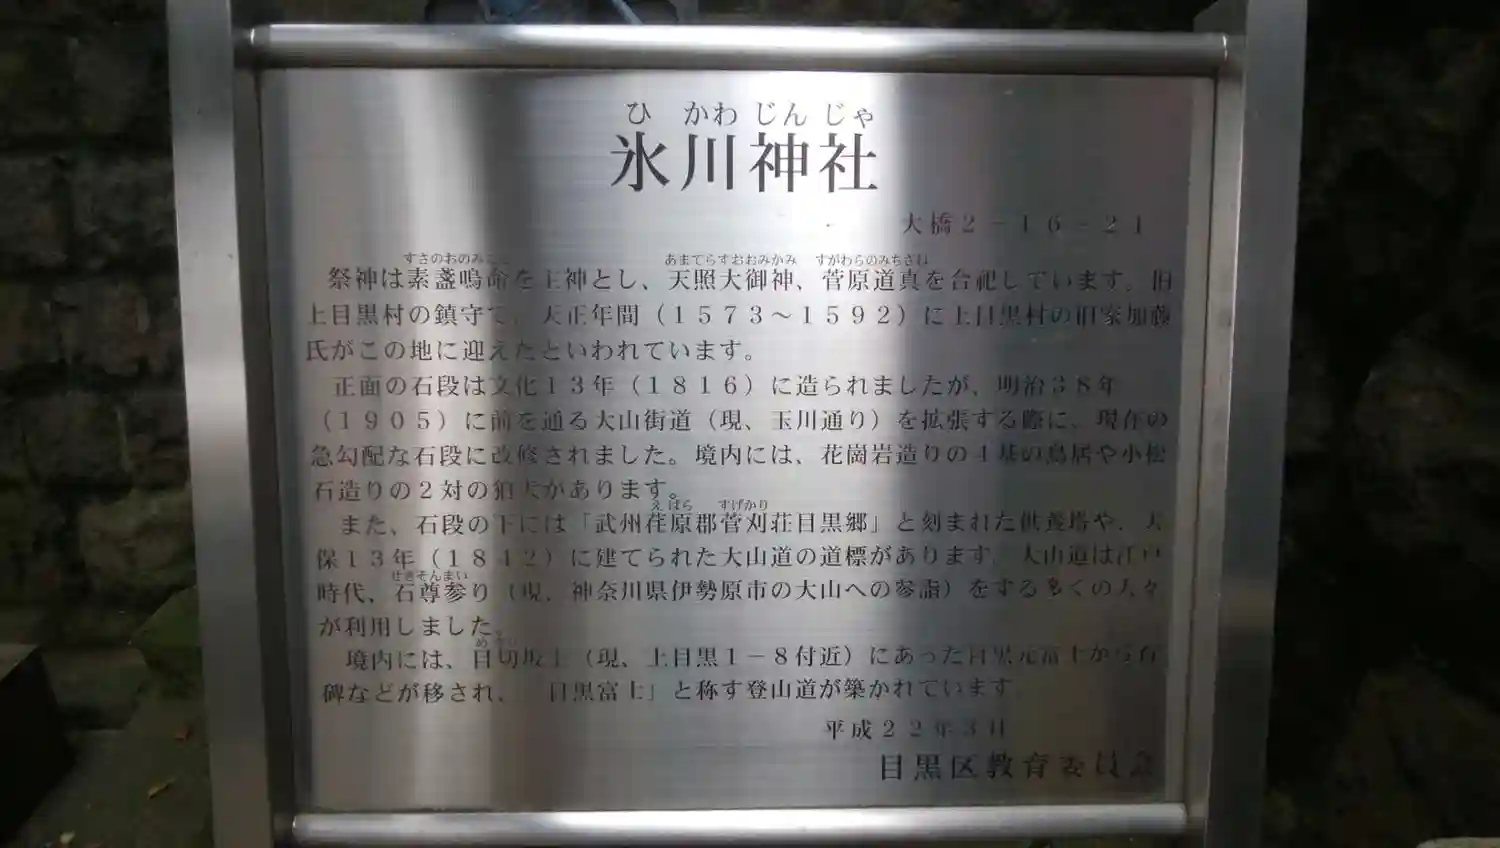 ひかわじんじゃ
氷川神社
大橋２－１６－２１
すさのおのみこと あまてらすおおみかみ すがわらのみちざね
祭神は素盞嗚命を主神とし、天照大御神、菅原道真を合祀しています。旧
上目黒村の鎮守で、天正年間（１５７３～１５９２）に上目黒村の旧家加藤
氏がこの地に迎えたといわれています。
正面の石段は文化１３年（１８１６）に造られましたが、明治３８年
（１９０５）に前を通る大山街道（現、玉川通り）を拡張する際に、現在の
急勾配な石段に改修されました。境内には、花崗岩造りの４基の鳥居や小松
石造りの２対の狛犬があります。
えばら すげかり
また、石段の下には「武州荏原郡菅刈荘目黒郷」と刻まれた供養塔や、天
保１３年（１８４２）に建てられた大山道の道標があります。大山道は江戸
せきそんまい
時代、石尊参り（現、神奈川県伊勢原市の大山への参詣）をする多くの人々
が利用しました。
め
境内には、目切坂上（現、上目黒１－８付近）にあった目黒元富士から石
碑などが移され、「目黒富士」と称す登山道が築かれています。
平成２２年３月
目黒区教育委員会